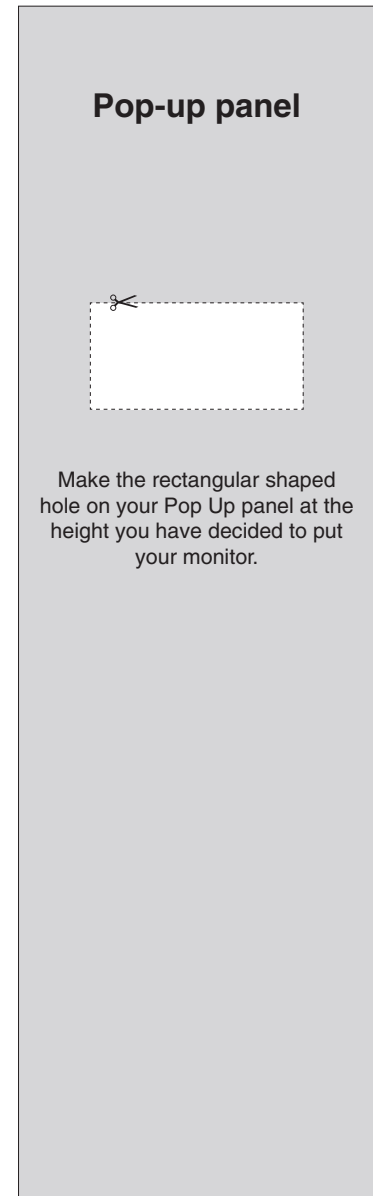 Pop-up panel
Make the rectangular shaped
hole on your Pop Up panel at the
height you have decided to put
your monitor.